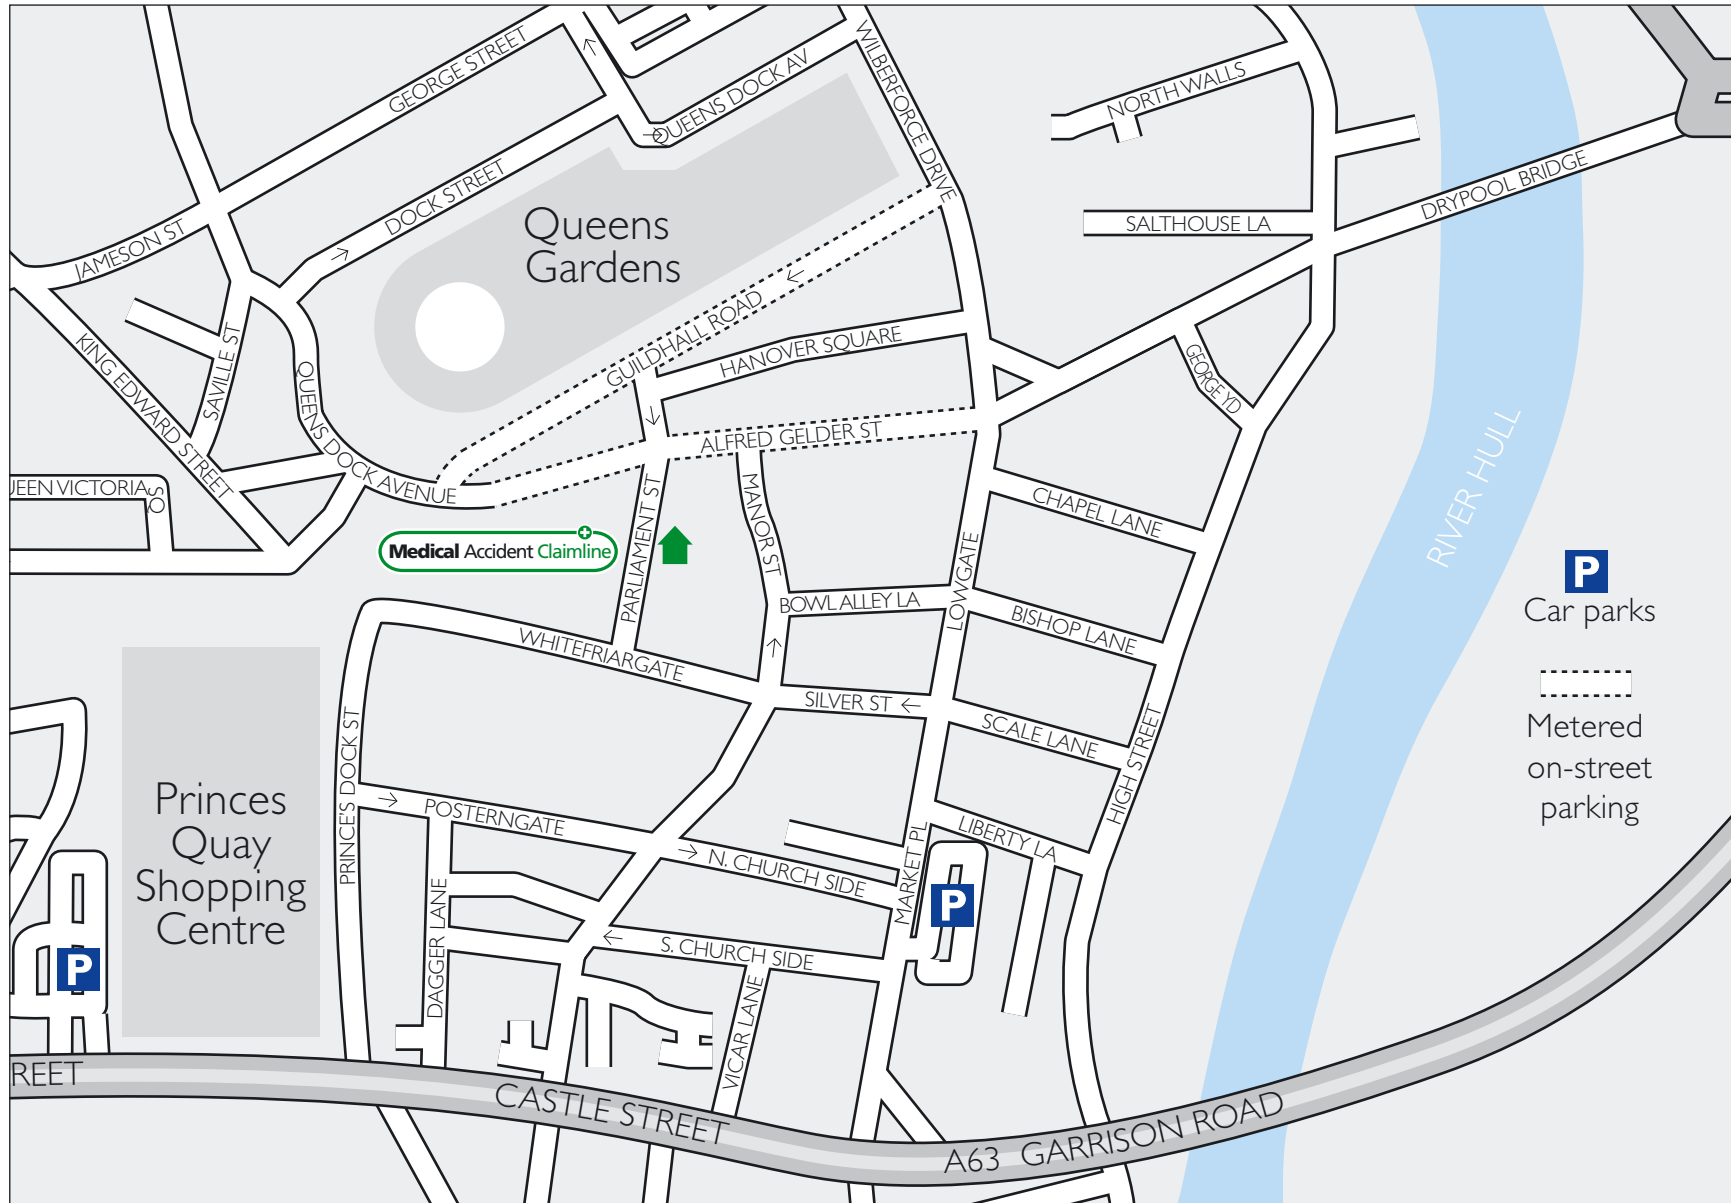 GEORGE STREET
WILBERFORCE DRIVE
QUEENS DOCK AV
NORTH WALLS
DOCK STREET
DRYPOOL BRIDGE
JAMESON ST
Queens
Gardens
SALTHOUSE LA
KING EDWARD STREET
SAVILLE ST
QUEENS DOCK AVENUE
GUILDHALL ROAD
HANOVER SQUARE
GEORGE YD
ALFRED GELDER ST
UEEN VICTORIA
SQ
PARLIAMENT ST
MANOR ST
CHAPEL LANE
RIVER HULL
Medical Accident Claimline
LOWGATE
BOWL ALLEY LA
BISHOP LANE
P
Car parks
WHITEFRIARGATE
SILVER ST
SCALE LANE
HIGH STREET
Metered
on-street
parking
PRINCE'S DOCK ST
Princes
Quay
Shopping
Centre
POSTERNGATE
LIBERTY LA
MARKET PL
N. CHURCH SIDE
P
DAGGER LANE
S. CHURCH SIDE
P
VICAR LANE
REET
CASTLE STREET
A63 GARRISON ROAD